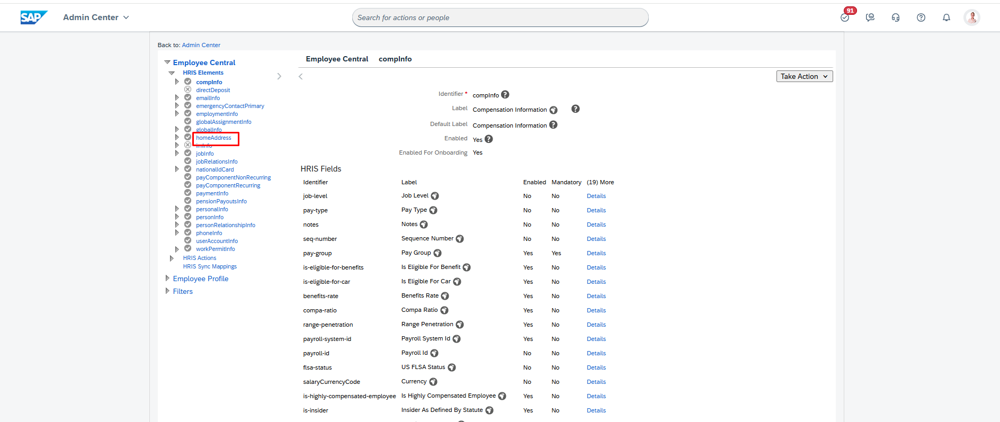 SAP Admin Center Search for actions or people 91
Back to: Admin Center
Employee Central
HRIS Elements
compInfo
directDeposit
emailInfo
emergencyContactPrimary
employmentInfo
globalAssignmentInfo
globalInfo
homeAddress
imInfo
jobInfo
jobRelationsInfo
nationalIdCard
payComponentNonRecurring
payComponentRecurring
paymentInfo
pensionPayoutsInfo
personalInfo
personInfo
personRelationshipInfo
phoneInfo
userAccountInfo
workPermitInfo
HRIS Actions
HRIS Sync Mappings
Employee Profile
Filters
Employee Central compInfo
Take Action
Identifier * compInfo
Label Compensation Information
Default Label Compensation Information
Enabled Yes
Enabled For Onboarding Yes
HRIS Fields
Identifier Label Enabled Mandatory (19) More
job-level Job Level No No Details
pay-type Pay Type No No Details
notes Notes No No Details
seq-number Sequence Number No No Details
pay-group Pay Group Yes Yes Details
is-eligible-for-benefits Is Eligible For Benefit Yes No Details
is-eligible-for-car Is Eligible For Car Yes No Details
benefits-rate Benefits Rate Yes No Details
compa-ratio Compa Ratio Yes No Details
range-penetration Range Penetration Yes No Details
payroll-system-id Payroll System Id Yes No Details
payroll-id Payroll Id No No Details
flsa-status US FLSA Status No No Details
salaryCurrencyCode Currency No No Details
is-highly-compensated-employee Is Highly Compensated Employee Yes No Details
is-insider Insider As Defined By Statute Yes No Details